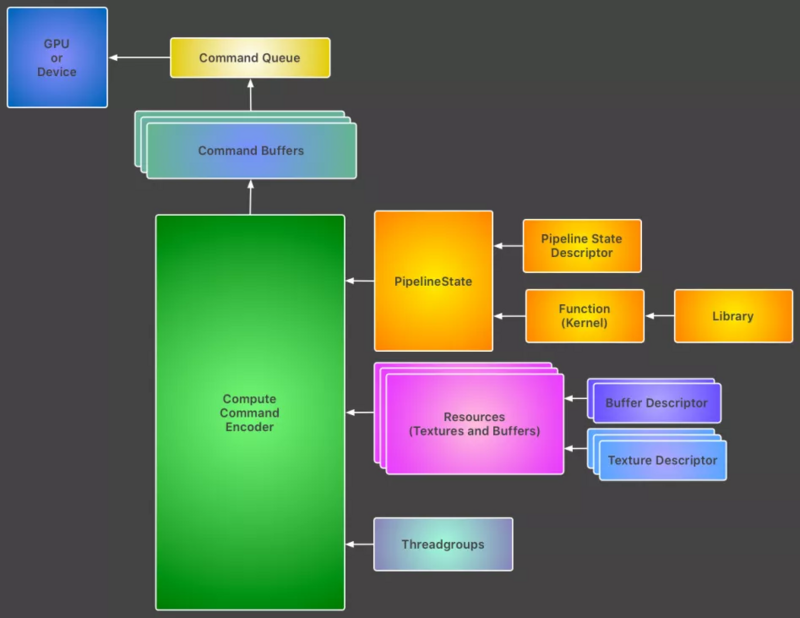 GPU
or
Device
Command Queue
Command Buffers
Compute
Command
Encoder
PipelineState
Pipeline State
Descriptor
Function
(Kernel)
Library
Resources
(Textures and Buffers)
Buffer Descriptor
Texture Descriptor
Threadgroups